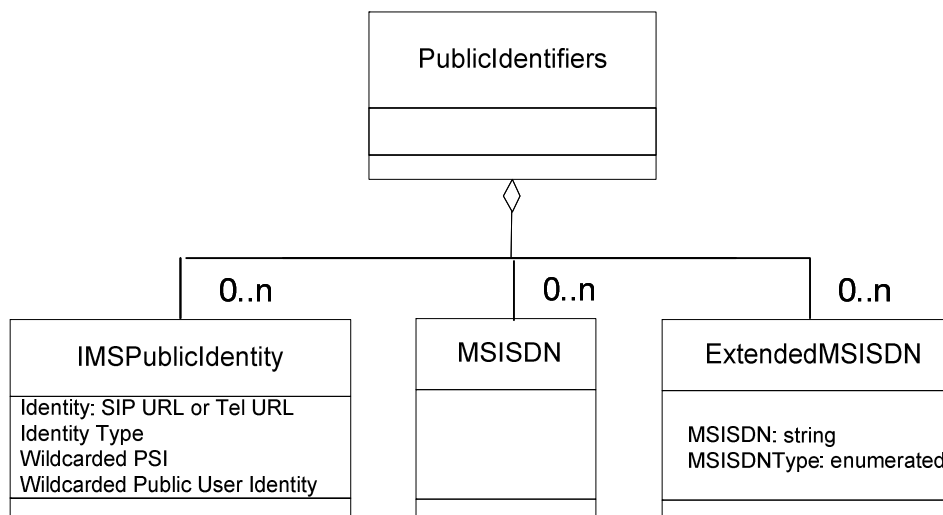 PublicIdentifiers
0..n
0..n
0..n
IMSPublicIdentity
MSISDN
ExtendedMSISDN
Identity: SIP URL or Tel URL
Identity Type
Wildcarded PSI
Wildcarded Public User Identity
MSISDN: string
MSISDNType: enumerated